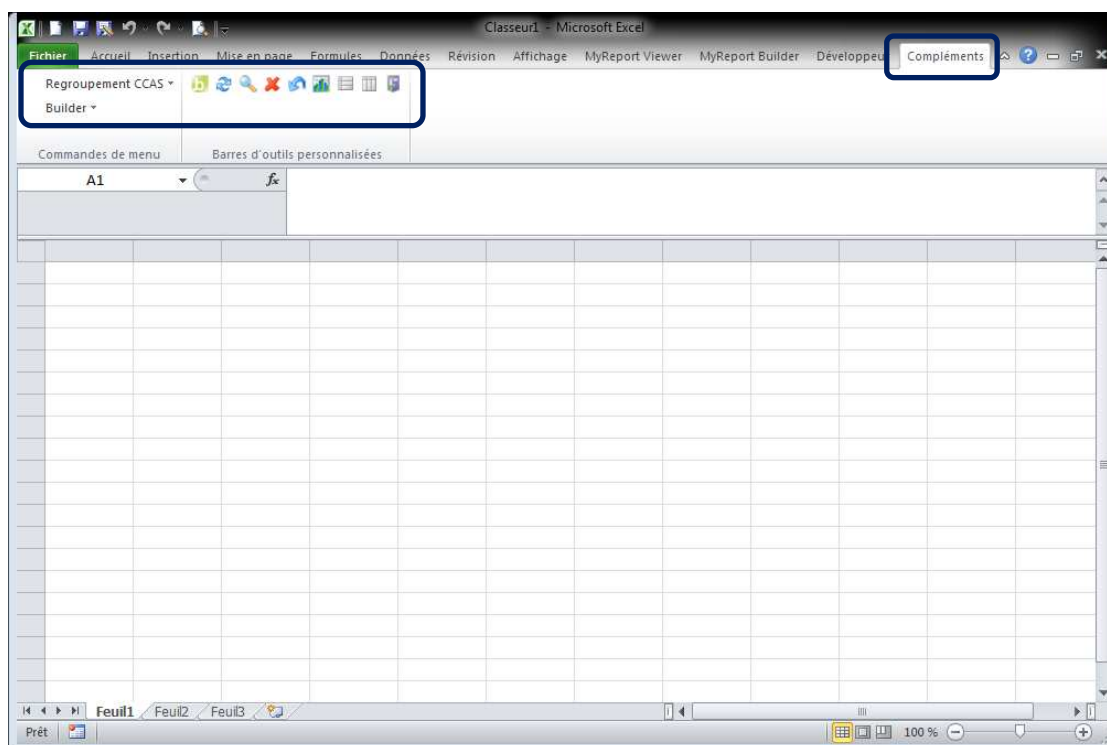 Classeur1 - Microsoft Excel
Fichier Accueil Insertion Mise en page Formules Données Révision Affichage MyReport Viewer MyReport Builder Développeur Compléments
Regroupement CCAS
Builder
Commandes de menu Barres d'outils personnalisées
A1 fx
Feuil1 Feuil2 Feuil3
Prêt 100 %